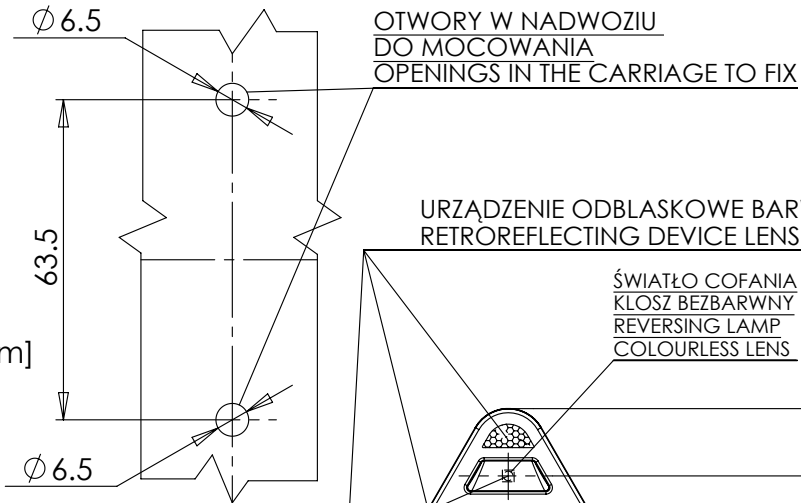 ⌀6.5
OTWORY W NADWOZIU
DO MOCOWANIA
OPENINGS IN THE CARRIAGE TO FIX
63.5
URZĄDZENIE ODBLASKOWE
RETROREFLECTING DEVICE LENS
ŚWIATŁO COFANIA
KLOSZ BEZBARWNY
REVERSING LAMP
COLOURLESS LENS
m]
⌀6.5